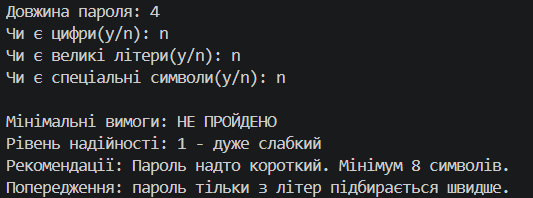 Довжина пароля: 4
Чи є цифри(y/n): n
Чи є великі літери(y/n): n
Чи є спеціальні символи(y/n): n
Мінімальні вимоги: НЕ ПРОЙДЕНО
Рівень надійності: 1 - дуже слабкий
Рекомендації: Пароль надто короткий. Мінімум 8 символів.
Попередження: пароль тільки з літер підбирається швидше.